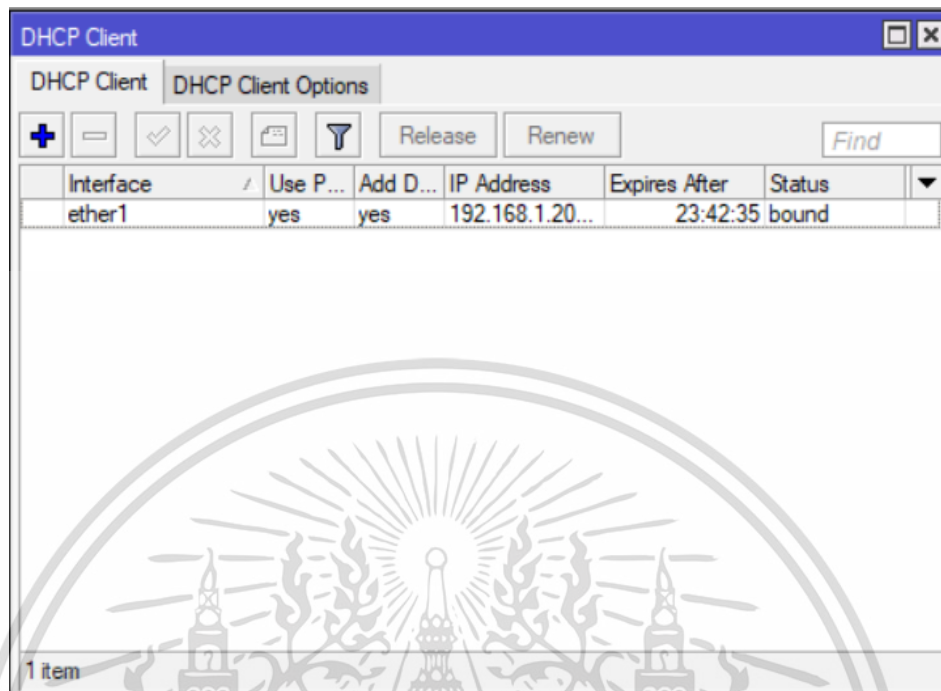 DHCP Client
DHCP Client DHCP Client Options
Release Renew Find
Interface Use P... Add D... IP Address Expires After Status
ether1 yes yes 192.168.1.20... 23:42:35 bound
1 item